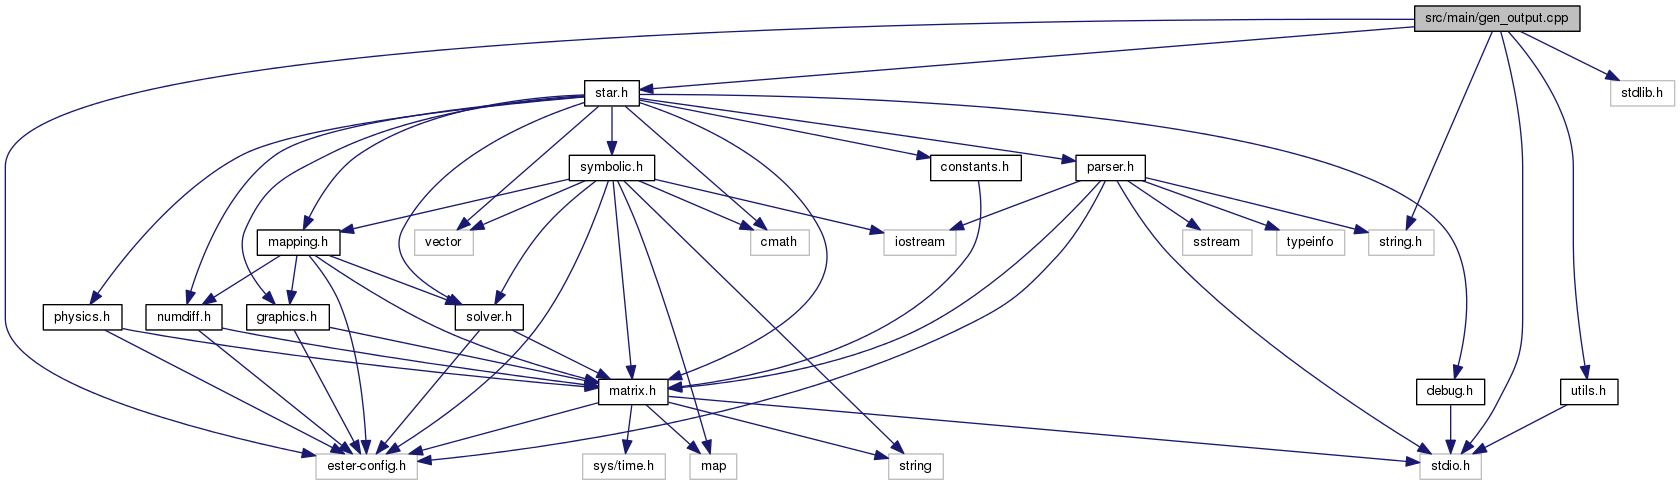 src/main/gen_output.cpp
star.h
stdlib.h
symbolic.h
constants.h
parser.h
mapping.h
vector
cmath
iostream
sstream
typeinfo
string.h
physics.h
numdiff.h
graphics.h
solver.h
matrix.h
debug.h
utils.h
ester-config.h
sys/time.h
map
string
stdio.h